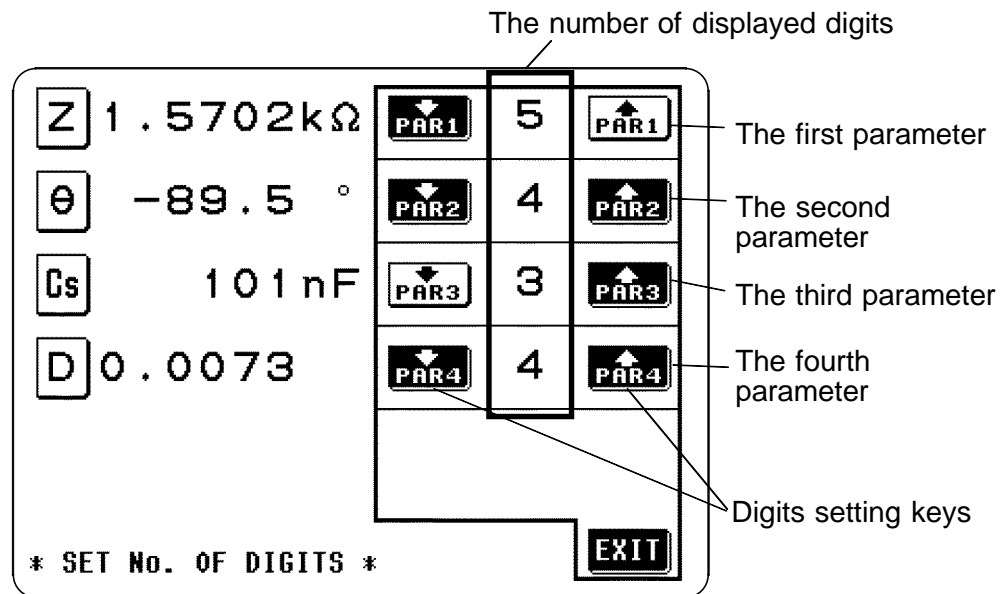 The number of displayed digits
Z 1.5702kΩ PAR1 5 PAR1
The first parameter
θ -89.5 ° PAR2 4 PAR2
The second
parameter
Cs 101nF PAR3 3 PAR3
The third parameter
D 0.0073 PAR4 4 PAR4
The fourth
parameter
Digits setting keys
* SET No. OF DIGITS * EXIT